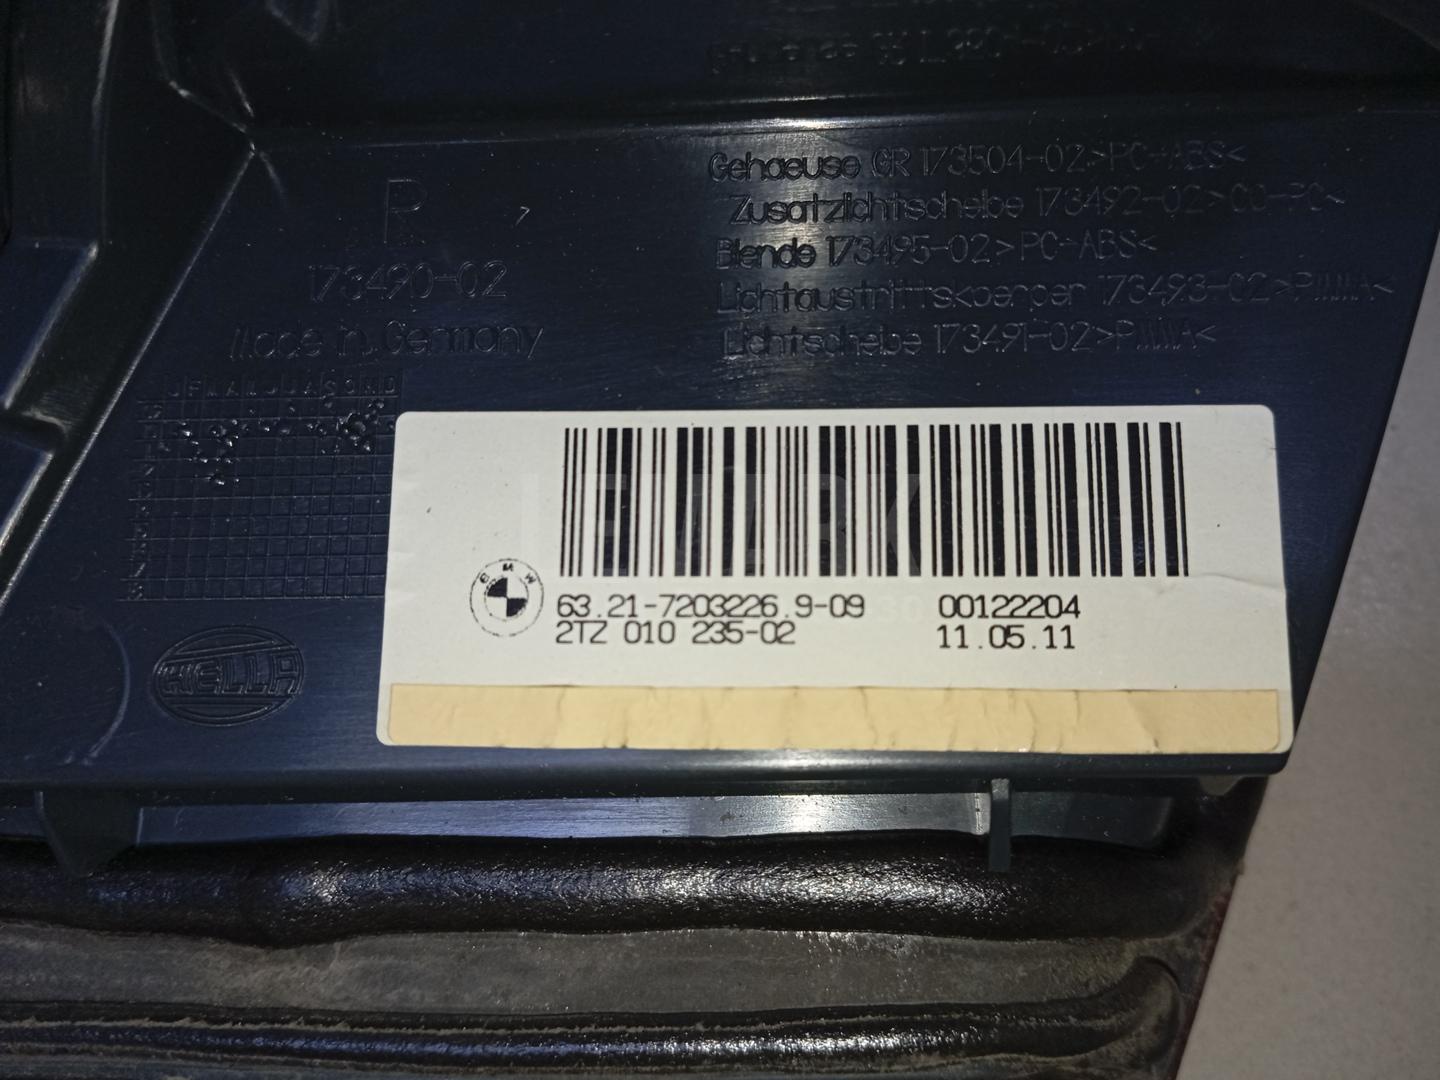 Gehaeuse GR 173504-02>PC-ABS<
Zusatzlichtscheibe 173492-02>CO-PC<
Blende 173495-02>PC-ABS<
Lichtaustrittskoerper 173493-02>PMMA<
Lichtscheibe 173491-02>PMMA<
R
173490-02
Made in Germany
J F M A M J J A S O N D
BMW
63.21-7203226.9-09 00122204
2TZ 010 235-02 11.05.11
HELLA
LEMARK